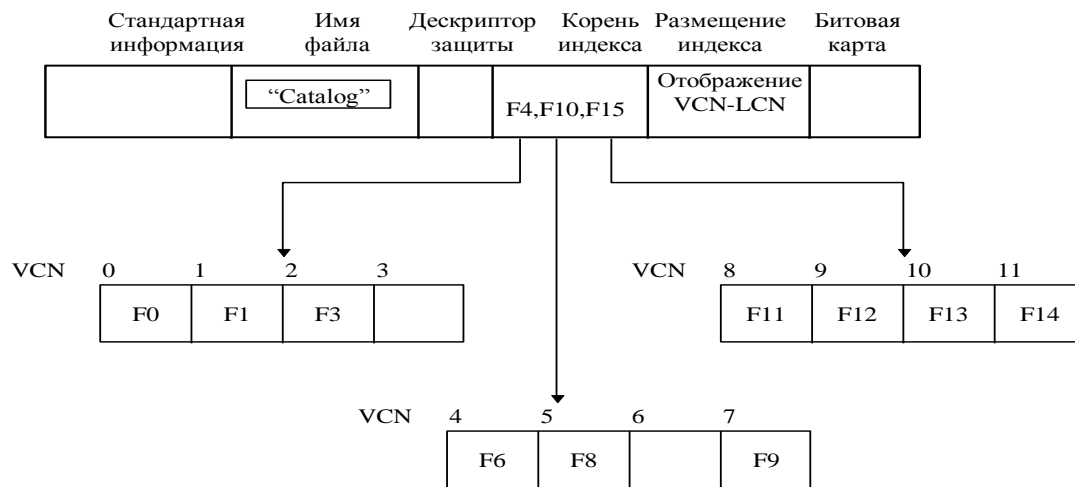 Стандартная информация
Имя файла
Дескриптор защиты
Корень индекса
Размещение индекса
Битовая карта
“Catalog”
F4,F10,F15
Отображение VCN-LCN
VCN 0 1 2 3
F0 F1 F3
VCN 8 9 10 11
F11 F12 F13 F14
VCN 4 5 6 7
F6 F8 F9